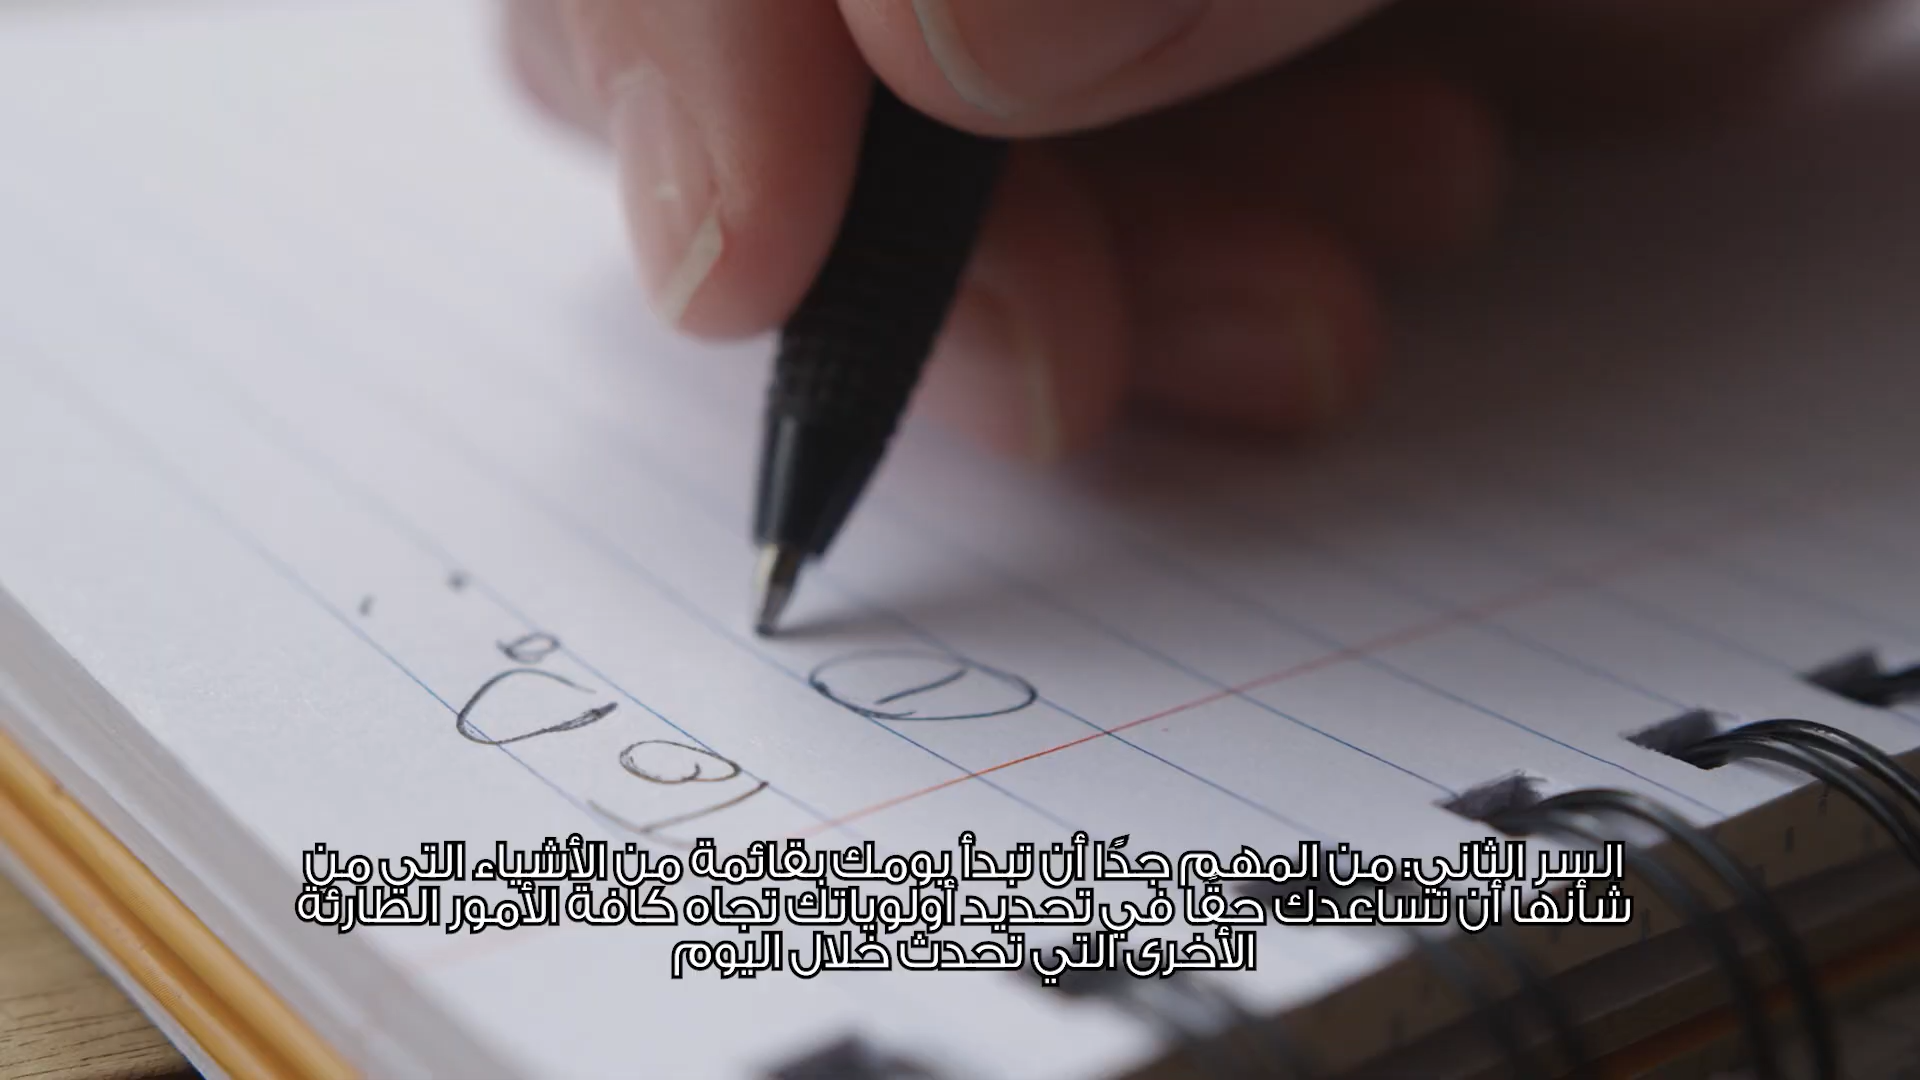 السر الثاني: من المهم جدًا أن تبدأ يومك بقائمة من الأشياء التي من
شأنها أن تساعدك حقًا في تحديد أولوياتك تجاه كافة الأمور الطارئة
الأخرى التي تحدث خلال اليوم